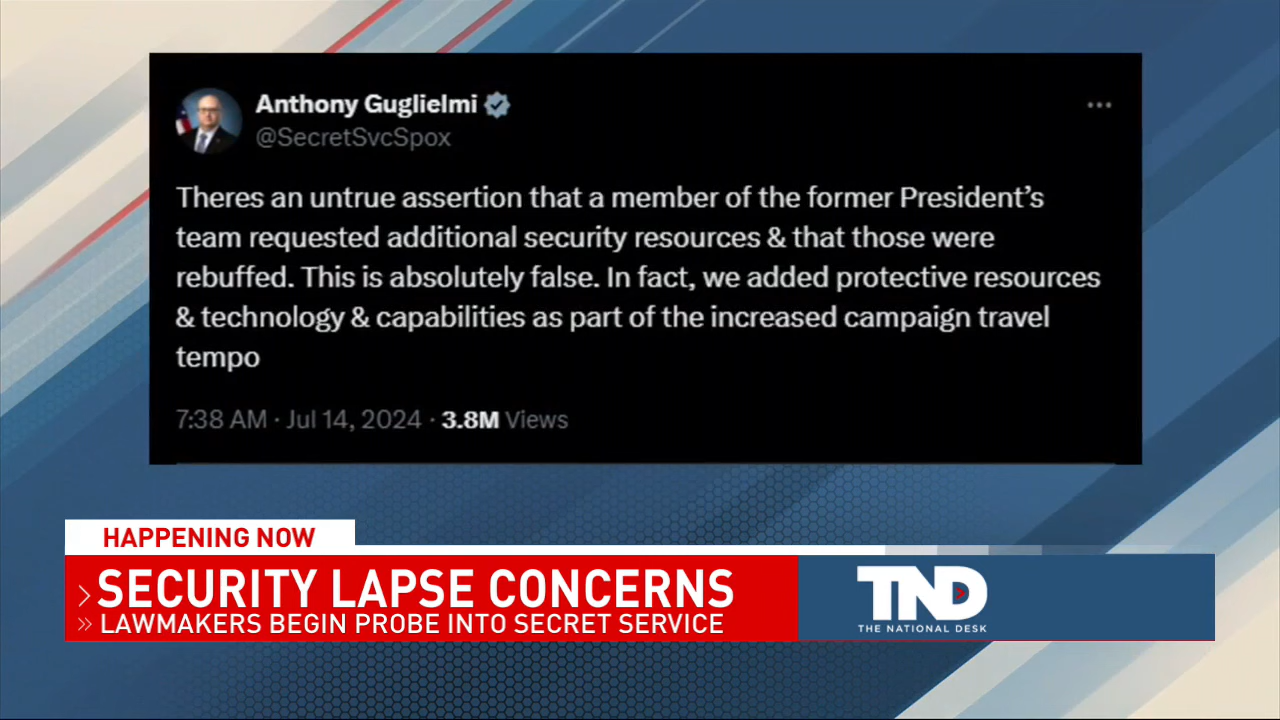 Anthony Guglielmi
@SecretSvcSpox
Theres an untrue assertion that a member of the former President’s
team requested additional security resources & that those were
rebuffed. This is absolutely false. In fact, we added protective resources
& technology & capabilities as part of the increased campaign travel
tempo
7:38 AM · Jul 14, 2024 · 3.8M Views
HAPPENING NOW
SECURITY LAPSE CONCERNS
LAWMAKERS BEGIN PROBE INTO SECRET SERVICE
TND
THE NATIONAL DESK